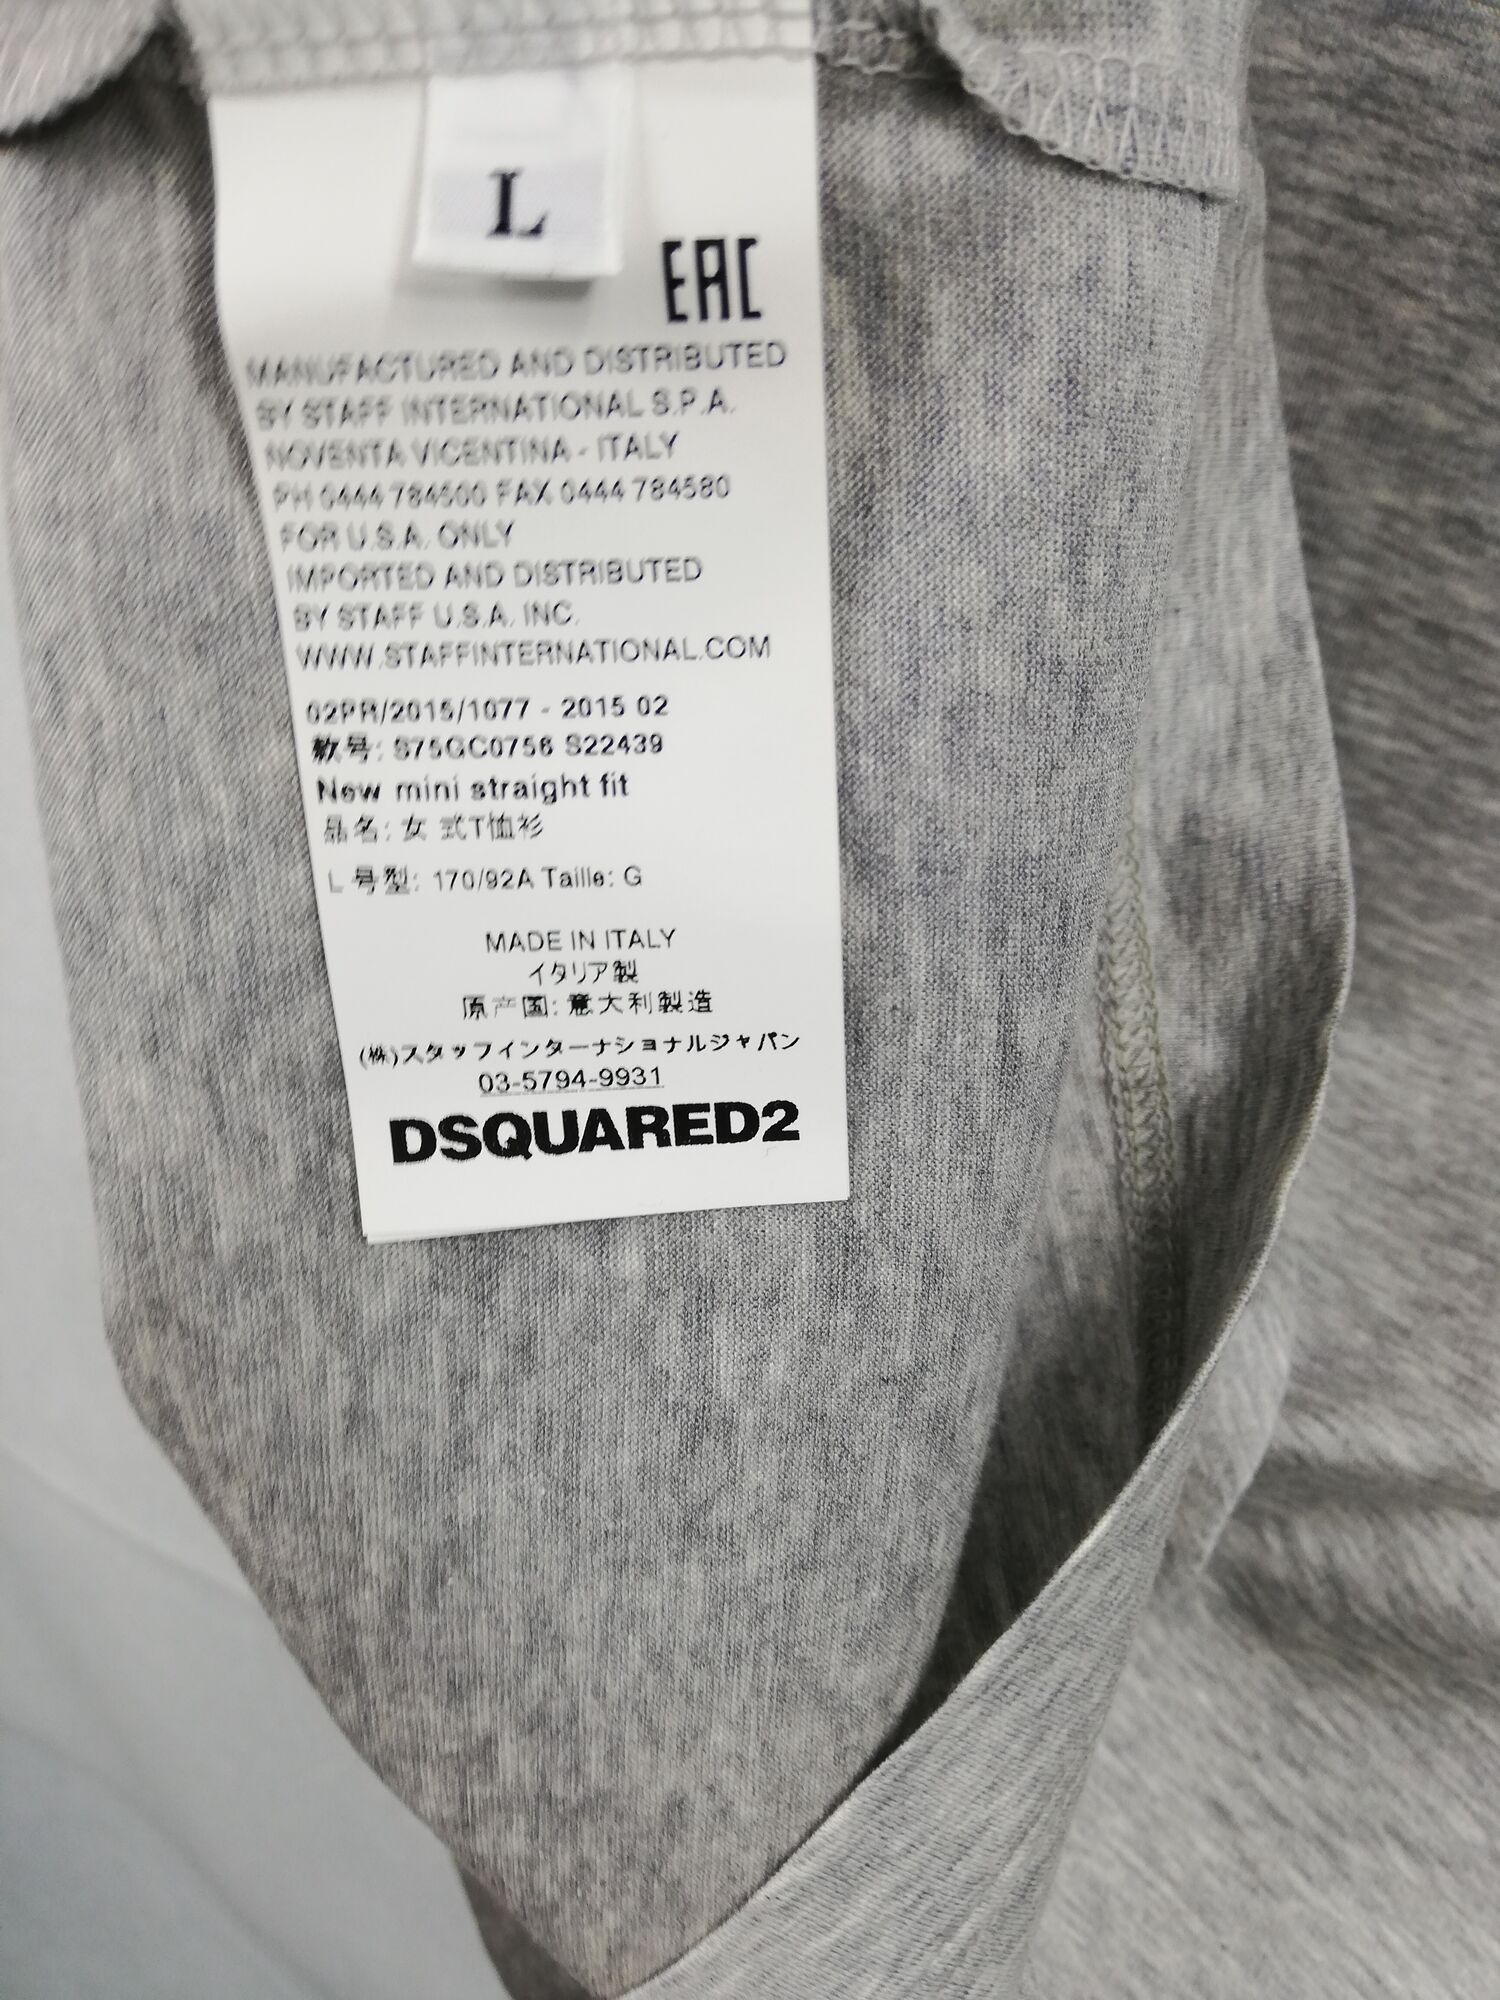 L
EAC
MANUFACTURED AND DISTRIBUTED
BY STAFF INTERNATIONAL S.P.A.
NOVENTA VICENTINA - ITALY
PH 0444 784500 FAX 0444 784580
FOR U.S.A. ONLY
IMPORTED AND DISTRIBUTED
BY STAFF U.S.A. INC.
WWW.STAFFINTERNATIONAL.COM
02PR/2015/1077 - 2015 02
款号: S75GC0756 S22439
New mini straight fit
品名: 女 式T恤衫
L 号型: 170/92A Taille: G
MADE IN ITALY
イタリア製
原产国: 意大利製造
(株)スタッフインターナショナルジャパン
03-5794-9931
DSQUARED2